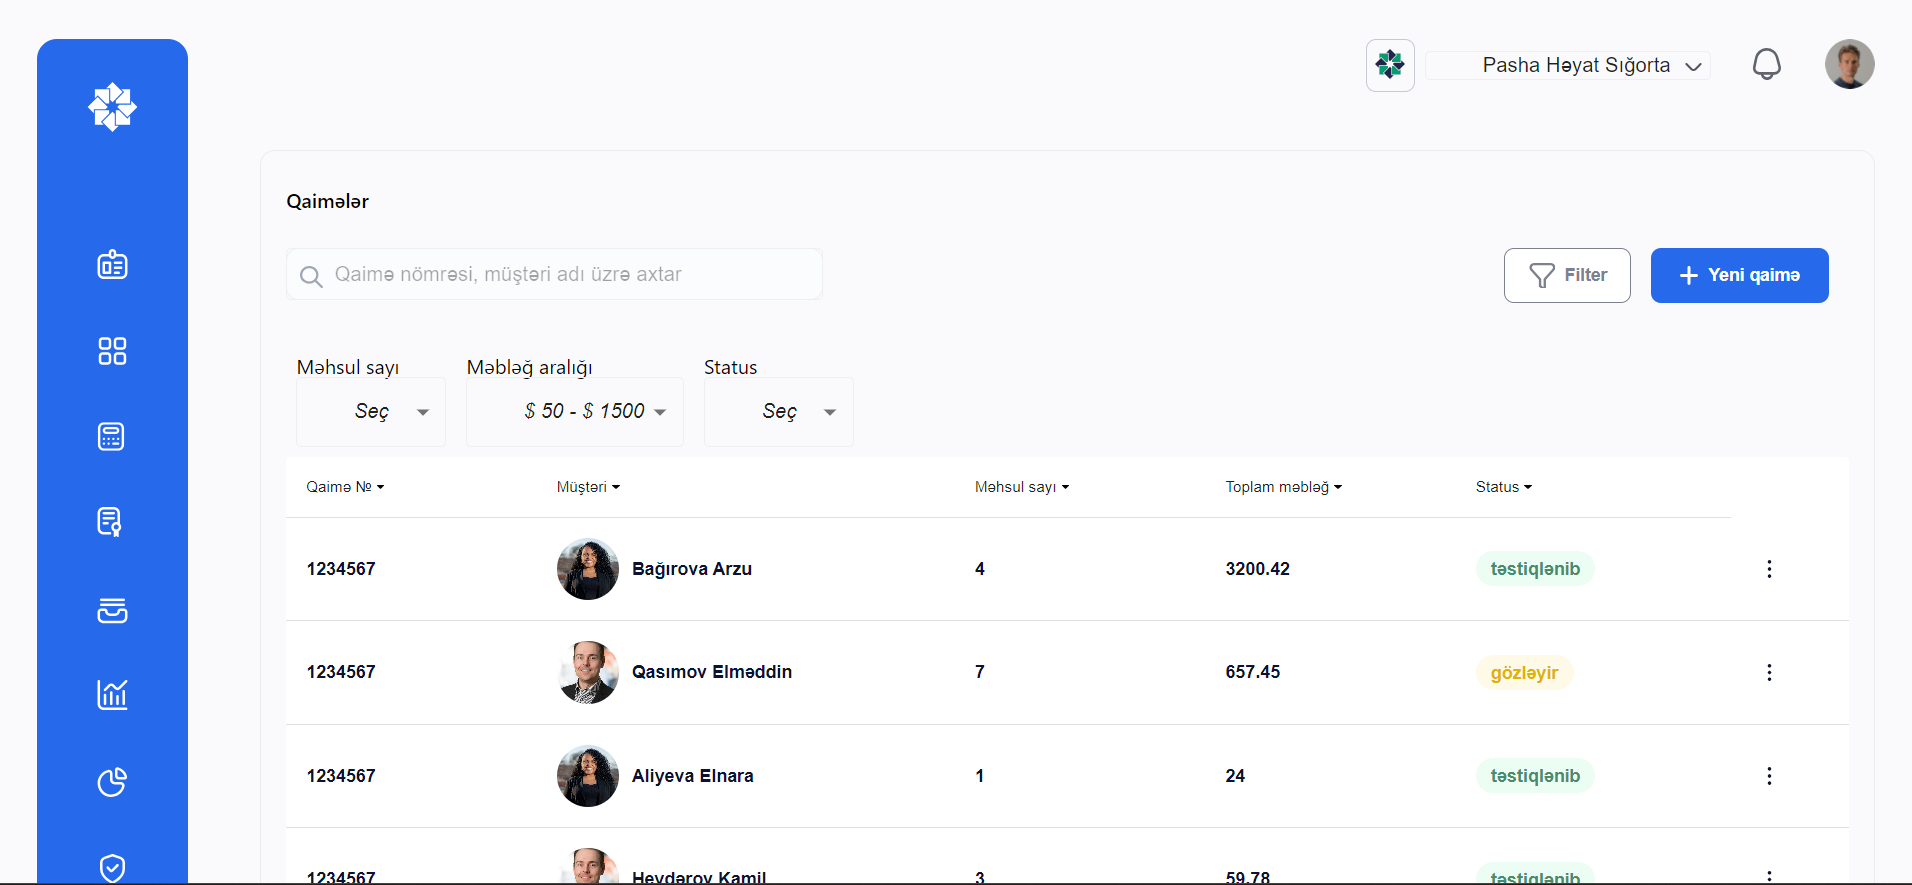 Pasha Həyat Sığorta
Qaimələr
Qaimə nömrəsi, müştəri adı üzrə axtar
Filter
Yeni qaimə
Məhsul sayı Məbləğ aralığı Status
Seç $ 50 - $ 1500 Seç
Qaimə № Müştəri Məhsul sayı Toplam məbləğ Status
1234567 Bağırova Arzu 4 3200.42 təstiqlənib
1234567 Qasımov Elməddin 7 657.45 gözləyir
1234567 Aliyeva Elnara 1 24 təstiqlənib
1234567 Heydərov Kamil 3 59.78 təstiqlənib